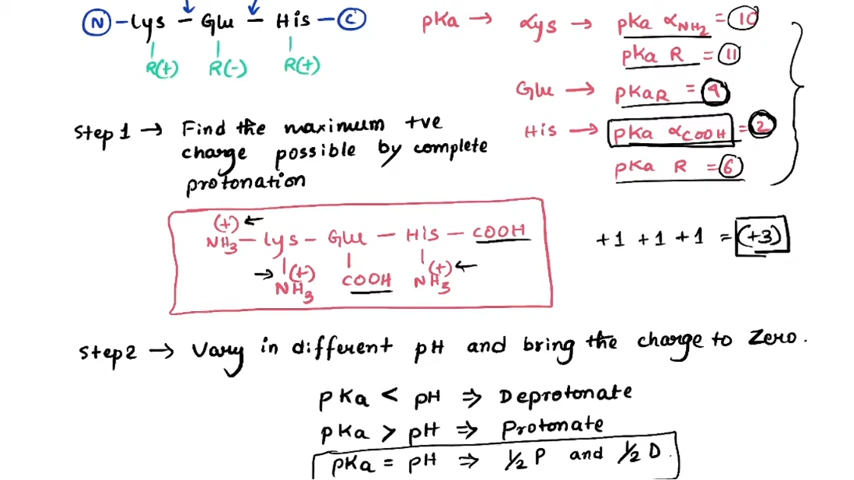 N - Lys - Glu - His - C
R(+) R(-) R(+)
pKa → Lys → pKa αNH2 = 10
pKa R = 11
Glu → pKaR = 9
His → pKa αCOOH = 2
pKa R = 6
Step 1 → Find the maximum +ve
charge possible by complete
protonation
(+)
NH3 - Lys - Glu - His - COOH
(+) (+)
NH3 COOH NH3
+1 +1 +1 = (+3)
Step 2 → Vary in different pH and bring the charge to Zero.
pKa < pH ⇒ Deprotonate
pKa > pH ⇒ Protonate
pKa = pH ⇒ 1/2 P and 1/2 D.